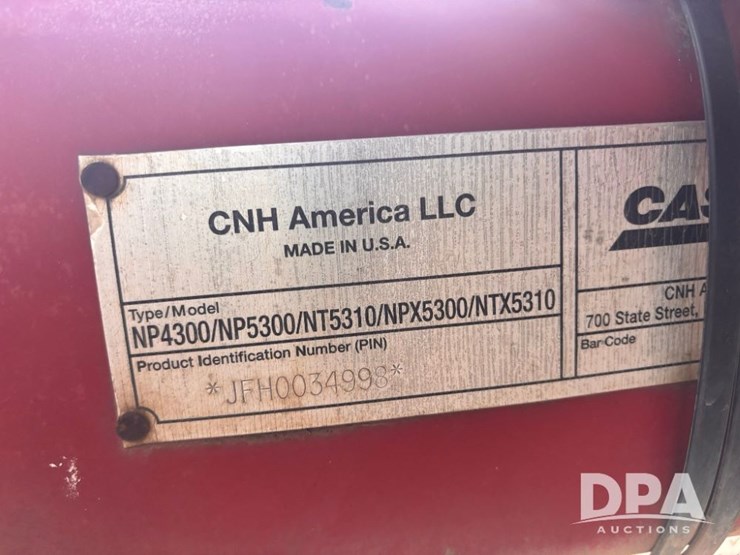 CNH America LLC
MADE IN U.S.A.
Type/Model
NP4300/NP5300/NT5310/NPX5300/NTX5310
Product Identification Number (PIN)
*JFH0034998*
CAS
CNH A
700 State Street,
Bar-Code
DPA
AUCTIONS